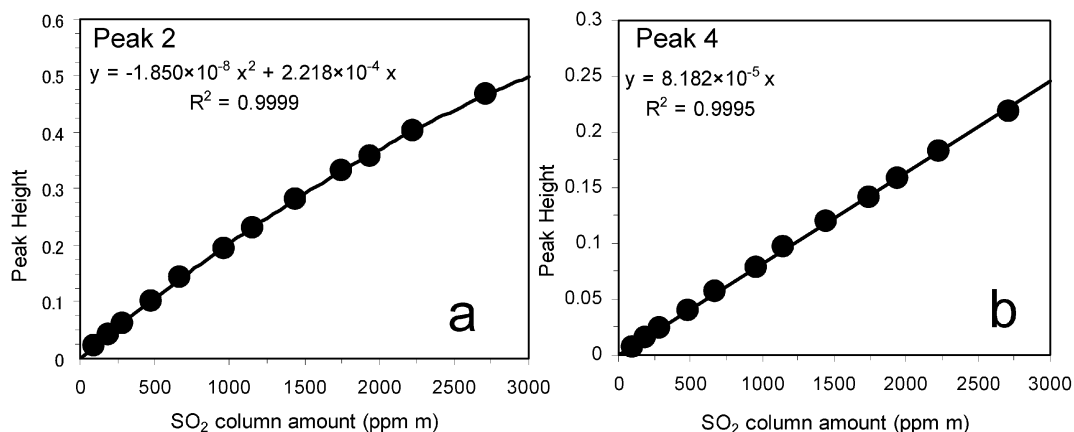 Peak 2
y = -1.850×10⁻⁸ x² + 2.218×10⁻⁴ x
R² = 0.9999
0.6
0.5
0.4
0.3
0.2
0.1
0
Peak Height
a
0 500 1000 1500 2000 2500 3000
SO₂ column amount (ppm m)
Peak 4
y = 8.182×10⁻⁵ x
R² = 0.9995
0.3
0.25
0.2
0.15
0.1
0.05
0
Peak Height
b
0 500 1000 1500 2000 2500 3000
SO₂ column amount (ppm m)